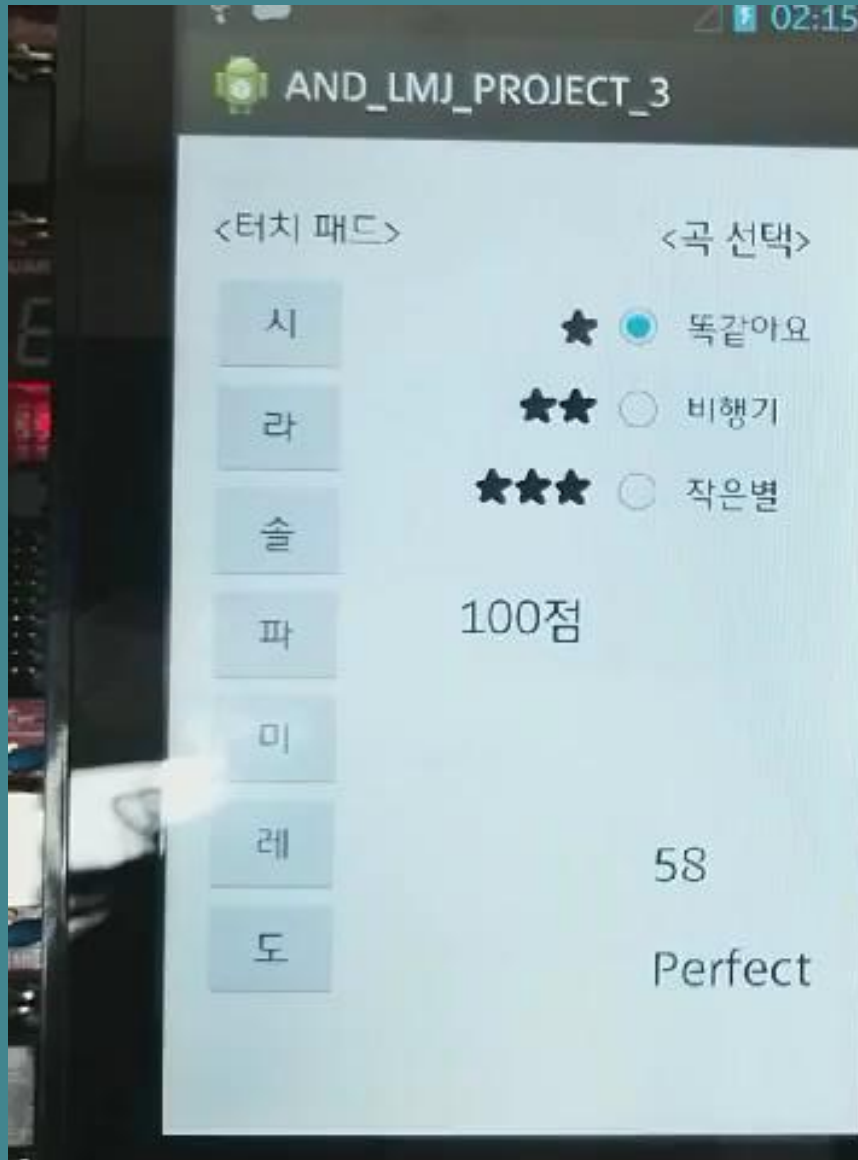 02:15
AND_LMJ_PROJECT_3
<터치 패드>
<곡 선택>
시
★ 똑같아요
라
★★ 비행기
솔
★★★ 작은별
파
100점
미
레
58
도
Perfect